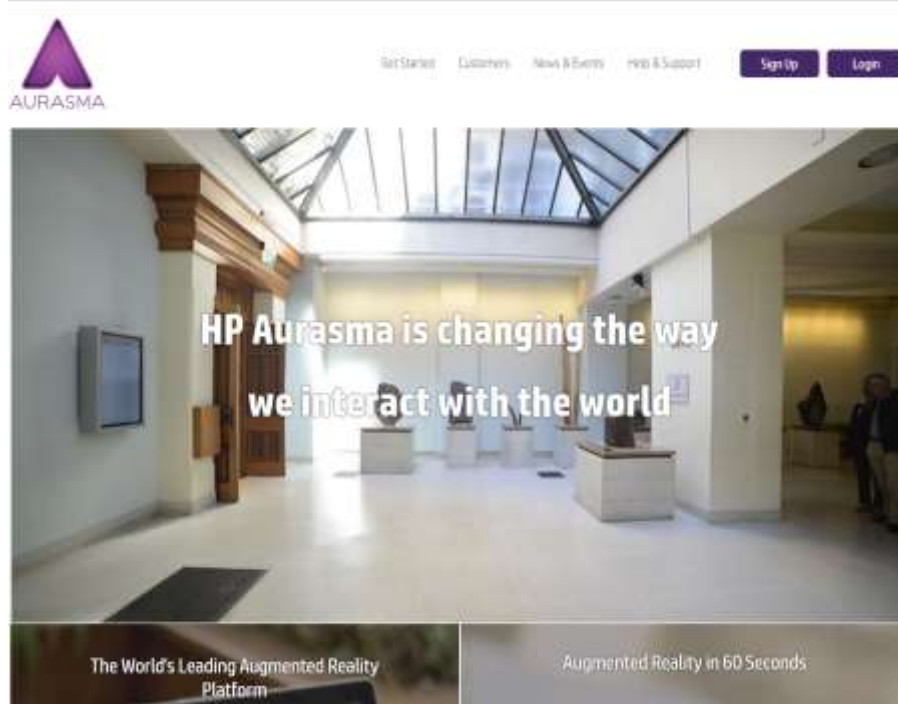 AURASMA
Get Started Customers News & Events Help & Support Sign Up Login
HP Aurasma is changing the way
we interact with the world
The World's Leading Augmented Reality
Platform
Augmented Reality in 60 Seconds